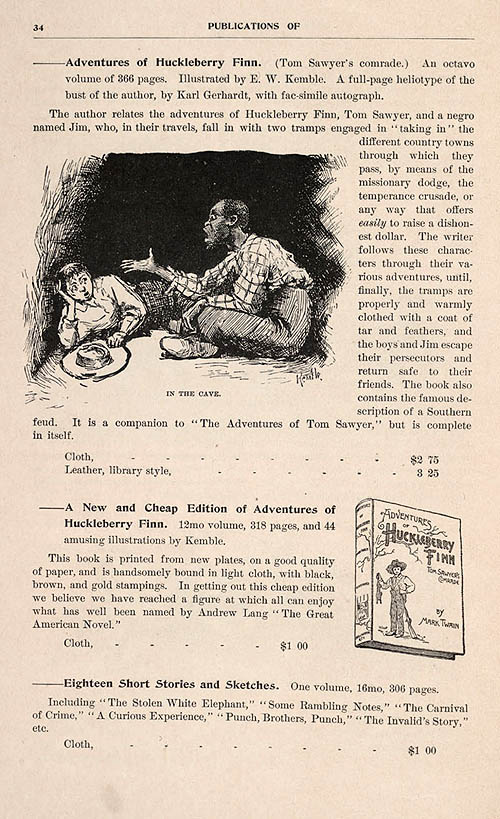 34
PUBLICATIONS OF
——Adventures of Huckleberry Finn. (Tom Sawyer's comrade.) An octavo
volume of 366 pages. Illustrated by E. W. Kemble. A full-page heliotype of the
bust of the author, by Karl Gerhardt, with fac-simile autograph.
The author relates the adventures of Huckleberry Finn, Tom Sawyer, and a negro
named Jim, who, in their travels, fall in with two tramps engaged in "taking in" the
different country towns
through which they
pass, by means of the
missionary dodge, the
temperance crusade, or
any way that offers
easily to raise a dishon-
est dollar. The writer
follows these charac-
ters through their va-
rious adventures, until,
finally, the tramps are
properly and warmly
clothed with a coat of
tar and feathers, and
the boys and Jim escape
their persecutors and
return safe to their
friends. The book also
contains the famous de-
scription of a Southern
Kemble
IN THE CAVE.
feud. It is a companion to "The Adventures of Tom Sawyer," but is complete
in itself.
Cloth, - - - - - - - - - $2 75
Leather, library style, - - - - - - - 3 25
——A New and Cheap Edition of Adventures of
Huckleberry Finn. 12mo volume, 318 pages, and 44
amusing illustrations by Kemble.
This book is printed from new plates, on a good quality
of paper, and is handsomely bound in light cloth, with black,
brown, and gold stampings. In getting out this cheap edition
we believe we have reached a figure at which all can enjoy
what has well been named by Andrew Lang "The Great
American Novel."
Cloth, - - - - - - $1 00
ADVENTURES
OF
HUCKLEBERRY
FINN
TOM SAWYER'S
COMRADE
BY
MARK TWAIN
——Eighteen Short Stories and Sketches. One volume, 16mo, 306 pages.
Including "The Stolen White Elephant," "Some Rambling Notes," "The Carnival
of Crime," "A Curious Experience," "Punch, Brothers, Punch," "The Invalid's Story,"
etc.
Cloth, - - - - - - - - - $1 00